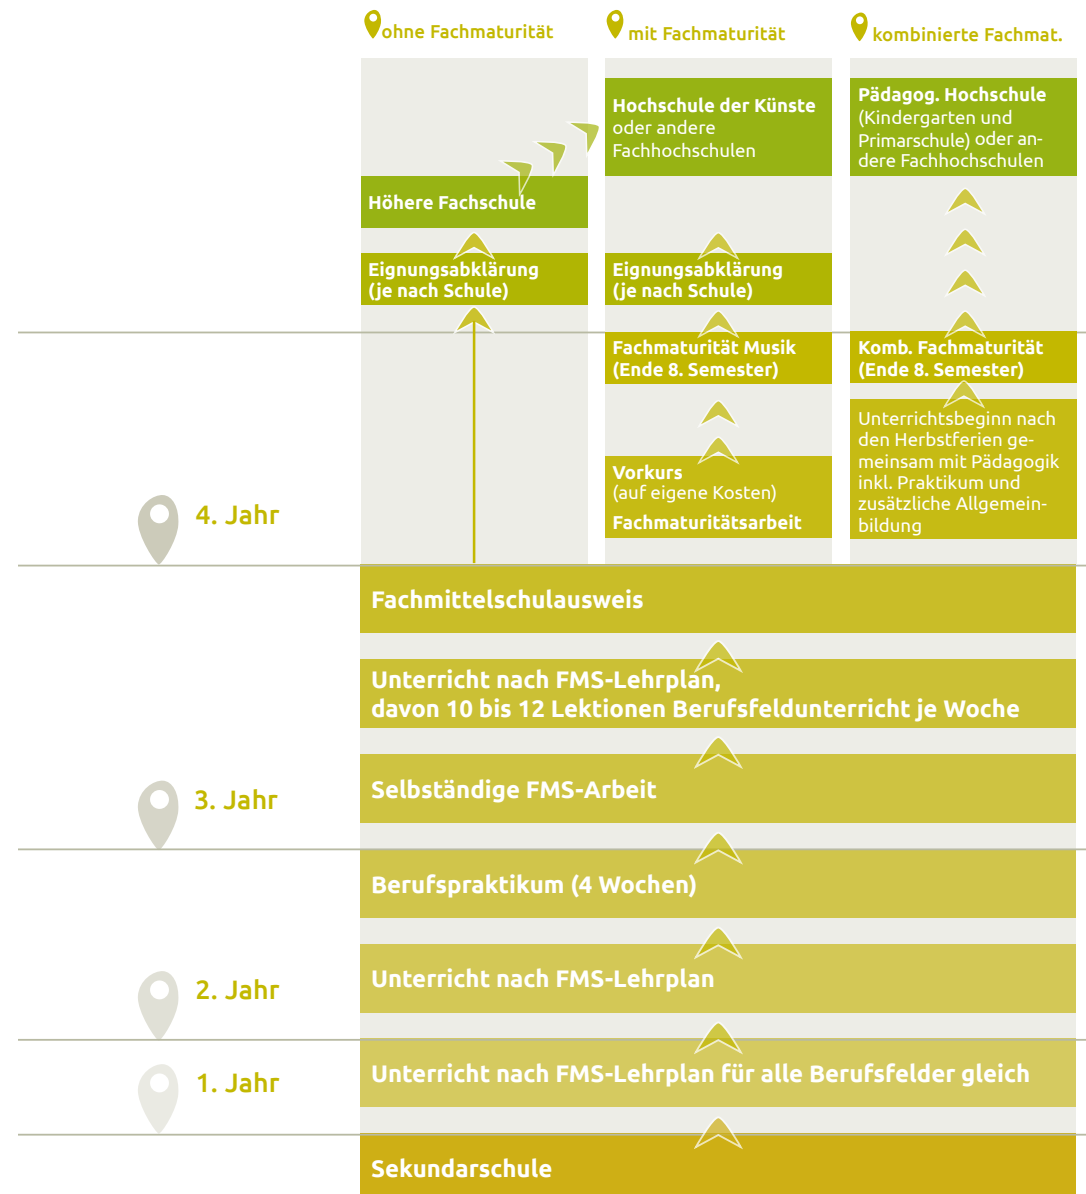 ohne Fachmaturität
mit Fachmaturität
kombinierte Fachmat.
Hochschule der Künste
oder andere
Fachhochschulen
Pädagog. Hochschule
(Kindergarten und
Primarschule) oder an-
dere Fachhochschulen
Höhere Fachschule
Eignungsabklärung
(je nach Schule)
Eignungsabklärung
(je nach Schule)
Fachmaturität Musik
(Ende 8. Semester)
Komb. Fachmaturität
(Ende 8. Semester)
Vorkurs
(auf eigene Kosten)
Fachmaturitätsarbeit
Unterrichtsbeginn nach
den Herbstferien ge-
meinsam mit Pädagogik
inkl. Praktikum und
zusätzliche Allgemein-
bildung
4. Jahr
Fachmittelschulausweis
Unterricht nach FMS-Lehrplan,
davon 10 bis 12 Lektionen Berufsfeldunterricht je Woche
3. Jahr
Selbständige FMS-Arbeit
Berufspraktikum (4 Wochen)
2. Jahr
Unterricht nach FMS-Lehrplan
1. Jahr
Unterricht nach FMS-Lehrplan für alle Berufsfelder gleich
Sekundarschule